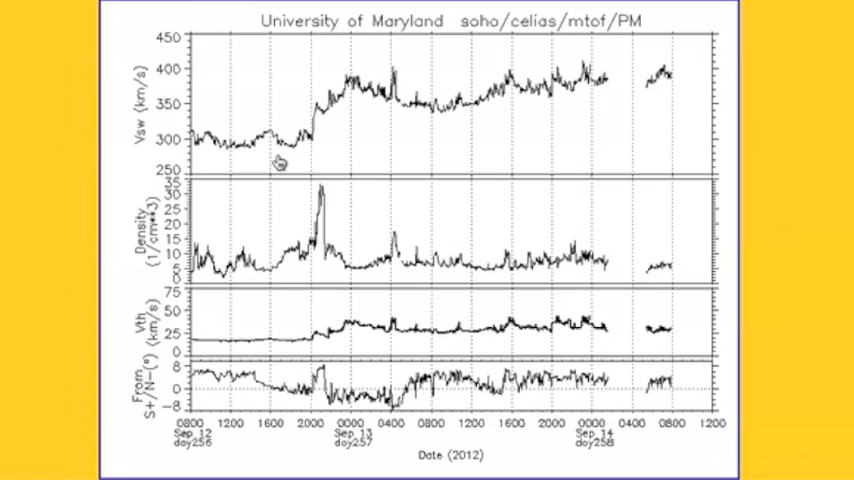 University of Maryland soho/celias/mtof/PM
450
400
350
300
250
Vsw (km/s)
35
30
25
20
15
10
5
0
Density
(1/cm**3)
75
50
25
0
Vth
(km/s)
8
0
-8
From
S+/N-(°)
0800 1200 1600 2000 0000 0400 0800 1200 1600 2000 0000 0400 0800 1200
Sep 12 Sep 13 Sep 14
doy256 doy257 doy258
Date (2012)